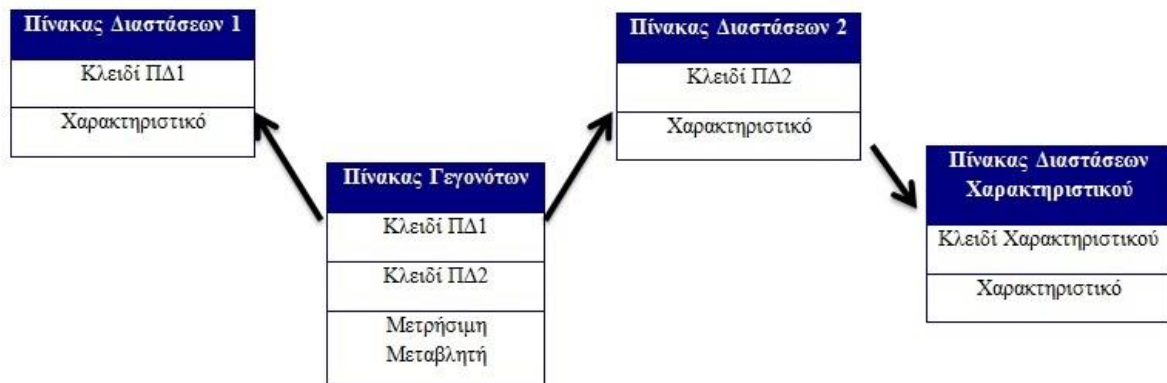 Πίνακας Διαστάσεων 1
Κλειδί ΠΔ1
Χαρακτηριστικό
Πίνακας Διαστάσεων 2
Κλειδί ΠΔ2
Χαρακτηριστικό
Πίνακας Γεγονότων
Κλειδί ΠΔ1
Κλειδί ΠΔ2
Μετρήσιμη
Μεταβλητή
Πίνακας Διαστάσεων
Χαρακτηριστικού
Κλειδί Χαρακτηριστικού
Χαρακτηριστικό